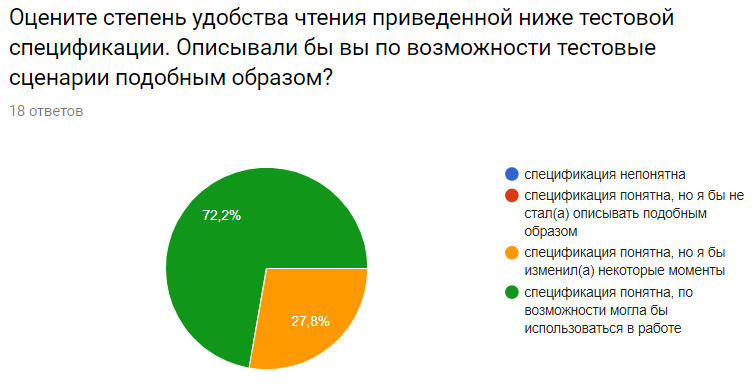 Оцените степень удобства чтения приведенной ниже тестовой
спецификации. Описывали бы вы по возможности тестовые
сценарии подобным образом?
18 ответов
72,2%
27,8%
спецификация непонятна
спецификация понятна, но я бы не
стал(а) описывать подобным
образом
спецификация понятна, но я бы
изменил(а) некоторые моменты
спецификация понятна, по
возможности могла бы
использоваться в работе